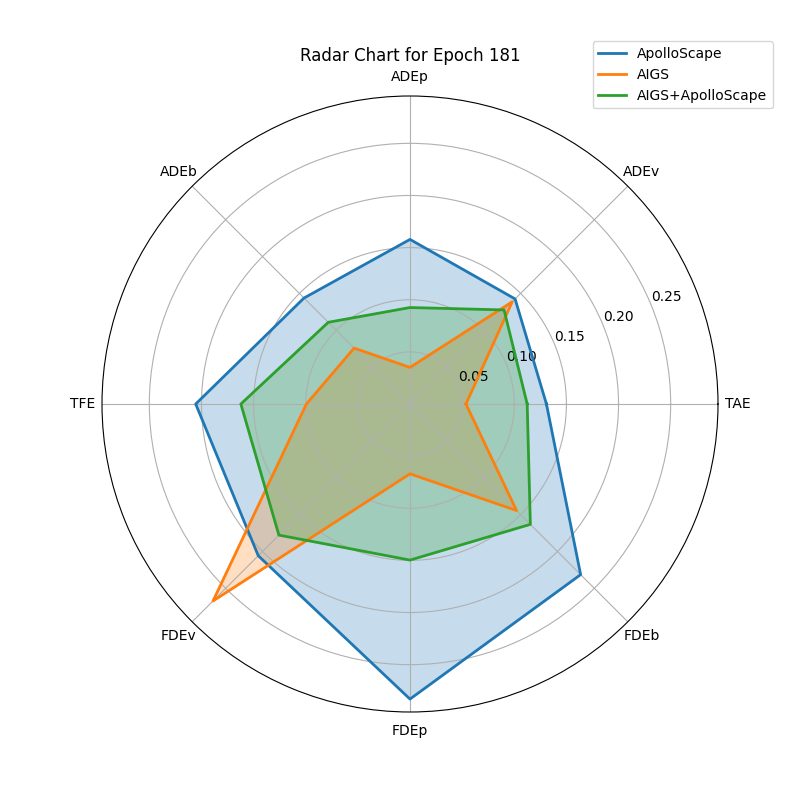 Radar Chart for Epoch 181
ApolloScape
AIGS
AIGS+ApolloScape
ADEp
ADEb
ADEv
0.25
0.20
0.15
0.10
0.05
TFE
TAE
FDEv
FDEb
FDEp